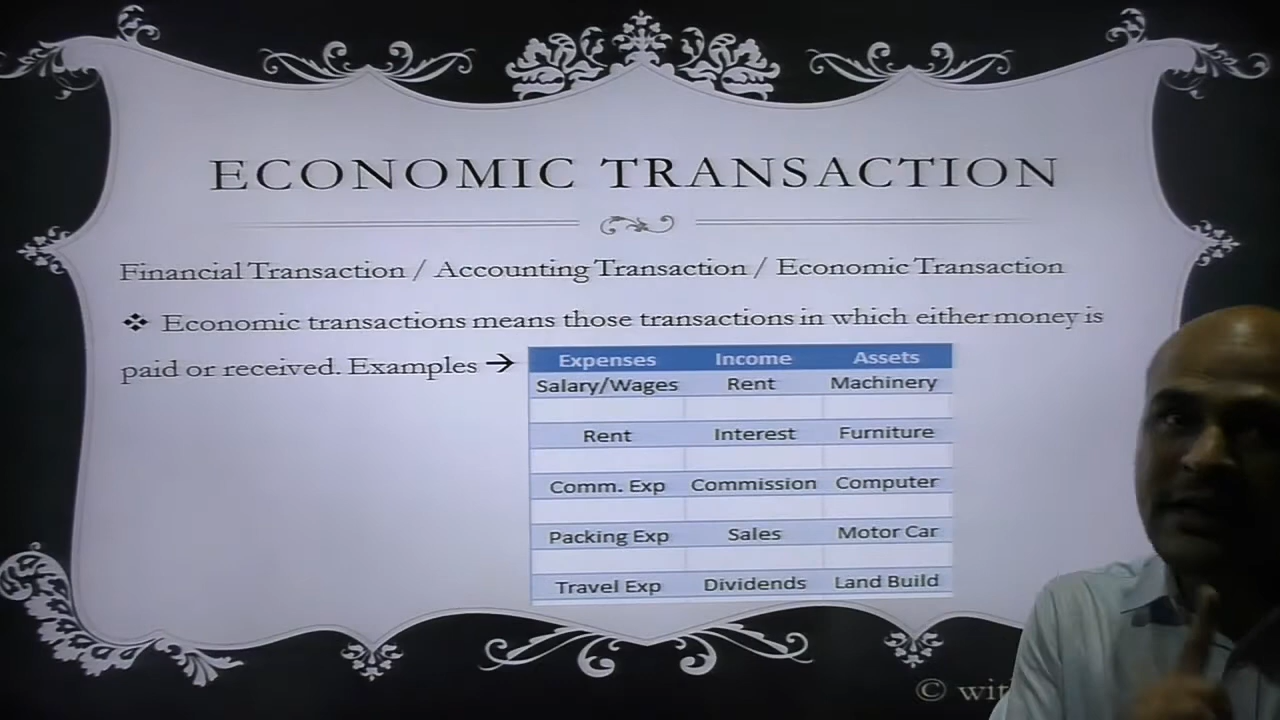 ECONOMIC TRANSACTION
Financial Transaction / Accounting Transaction / Economic Transaction
❖ Economic transactions means those transactions in which either money is
paid or received. Examples →
Expenses Income Assets
Salary/Wages Rent Machinery
Rent Interest Furniture
Comm. Exp Commission Computer
Packing Exp Sales Motor Car
Travel Exp Dividends Land Build
©